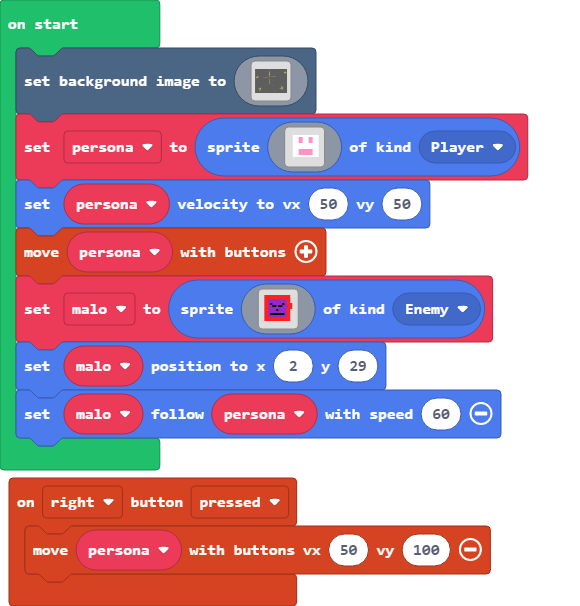 on start
set background image to
set persona to sprite of kind Player
set persona velocity to vx 50 vy 50
move persona with buttons
set malo to sprite of kind Enemy
set malo position to x 2 y 29
set malo follow persona with speed 60
on right button pressed
move persona with buttons vx 50 vy 100